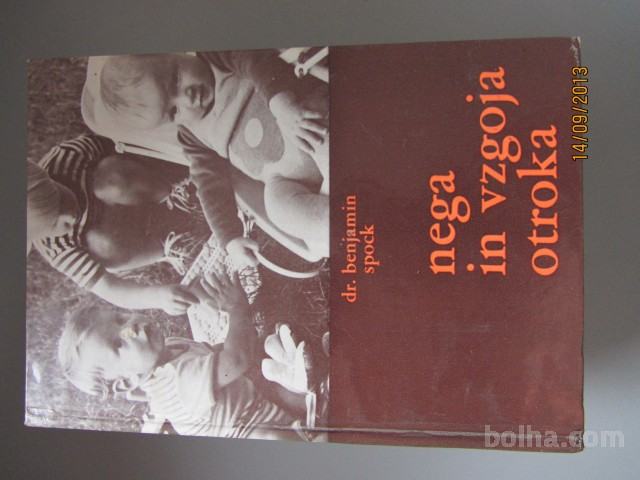 dr. benjamin
spock
nega
in vzgoja
otroka
14/09/2013
bolha.com